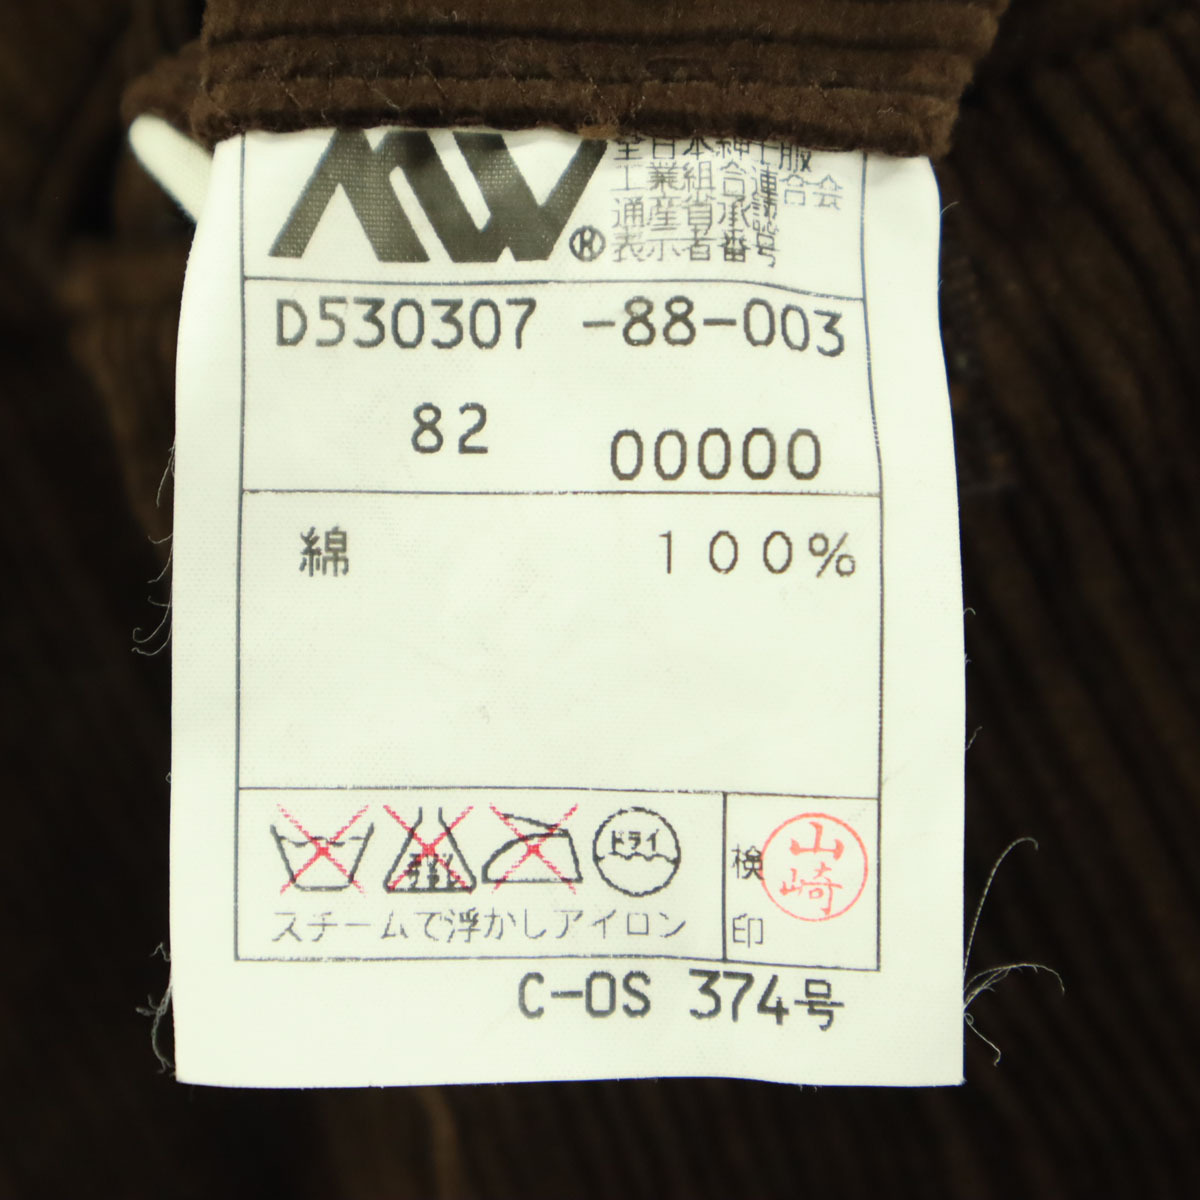 全日本紳士服
工業組合連合会
通産省承認
表示者番号
D530307 -88-003
82 00000
綿 100%
ドライ
スチームで浮かしアイロン
検印
山崎
C-OS 374号